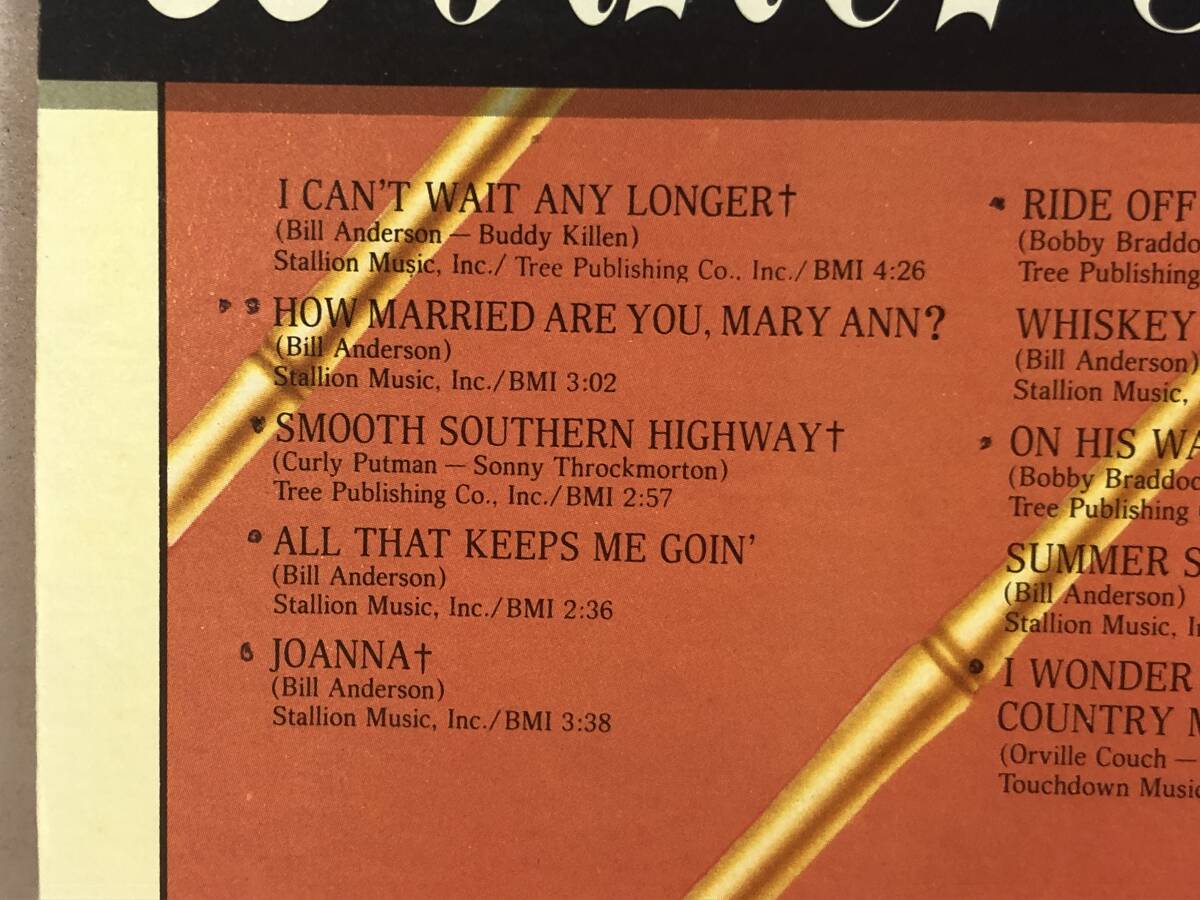 I CAN'T WAIT ANY LONGER†
(Bill Anderson — Buddy Killen)
Stallion Music, Inc./ Tree Publishing Co., Inc./BMI 4:26
HOW MARRIED ARE YOU, MARY ANN?
(Bill Anderson)
Stallion Music, Inc./BMI 3:02
SMOOTH SOUTHERN HIGHWAY†
(Curly Putman — Sonny Throckmorton)
Tree Publishing Co., Inc./BMI 2:57
ALL THAT KEEPS ME GOIN'
(Bill Anderson)
Stallion Music, Inc./BMI 2:36
JOANNA†
(Bill Anderson)
Stallion Music, Inc./BMI 3:38
RIDE OFF
(Bobby
Tree Publishing
WHISKEY
(Bill Anderson)
Stallion Music,
ON HIS
(Bobby
Tree Publishing
SUMMER
(Bill Anderson)
Stallion Music,
I WONDER
COUNTRY
(Orville Couch —
Touchdown